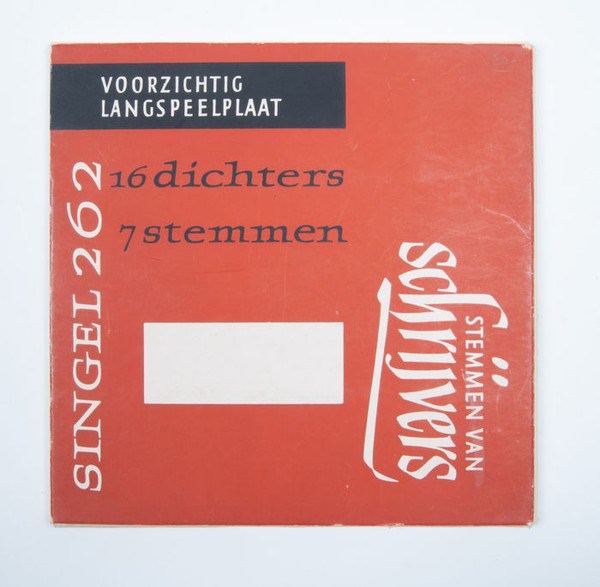 VOORZICHTIG
LANGSPEELPLAAT
16 dichters
7 stemmen
SINGEL 262
STEMMEN VAN
schrijvers